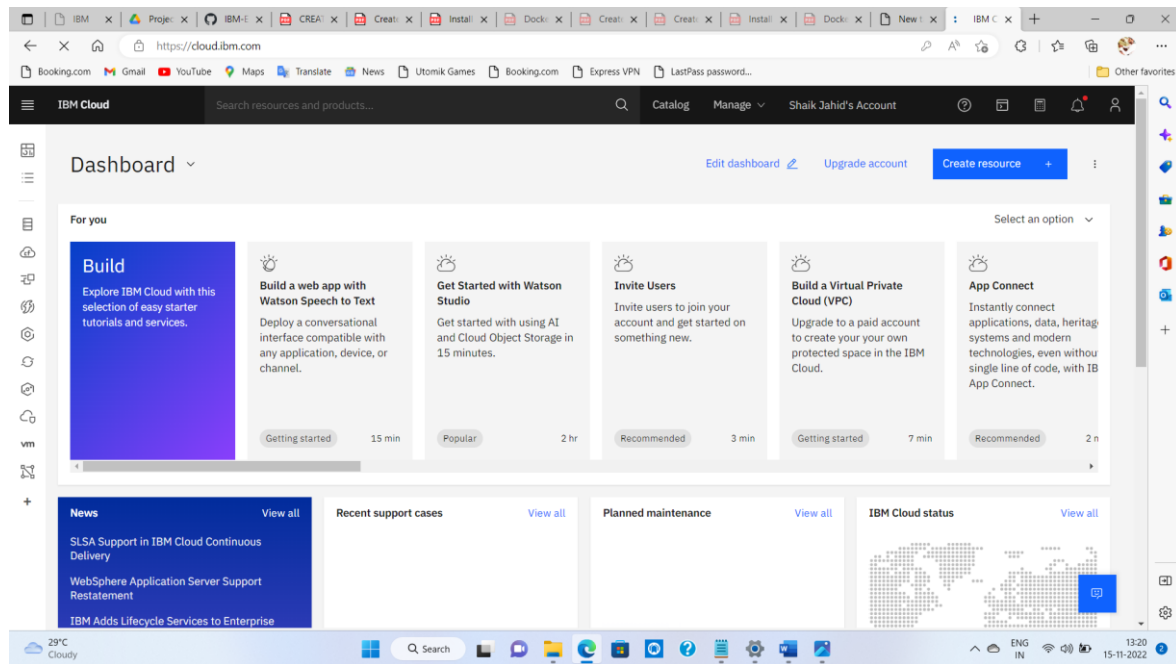 IBM
Projec
IBM-E
CREA
Create
Install
Docke
Creat
Create
Install
Docke
New t
IBM C
https://cloud.ibm.com
Booking.com Gmail YouTube Maps Translate News Utomik Games Booking.com Express VPN LastPass password... Other favorites
IBM Cloud Search resources and products... Catalog Manage Shaik Jahid's Account
Dashboard Edit dashboard Upgrade account Create resource +
For you Select an option
Build
Explore IBM Cloud with this
selection of easy starter
tutorials and services.
Build a web app with
Watson Speech to Text
Deploy a conversational
interface compatible with
any application, device, or
channel.
Getting started 15 min
Get Started with Watson
Studio
Get started with using AI
and Cloud Object Storage in
15 minutes.
Popular 2 hr
Invite Users
Invite users to join your
account and get started on
something new.
Recommended 3 min
Build a Virtual Private
Cloud (VPC)
Upgrade to a paid account
to create your your own
protected space in the IBM
Cloud.
Getting started 7 min
App Connect
Instantly connect
applications, data, heritag
systems and modern
technologies, even withou
single line of code, with IB
App Connect.
Recommended 2 n
vm
News View all
SLSA Support in IBM Cloud Continuous
Delivery
WebSphere Application Server Support
Restatement
IBM Adds Lifecycle Services to Enterprise
Recent support cases View all
Planned maintenance View all
IBM Cloud status View all
29°C
Cloudy
Search
ENG
IN
13:20
15-11-2022
2